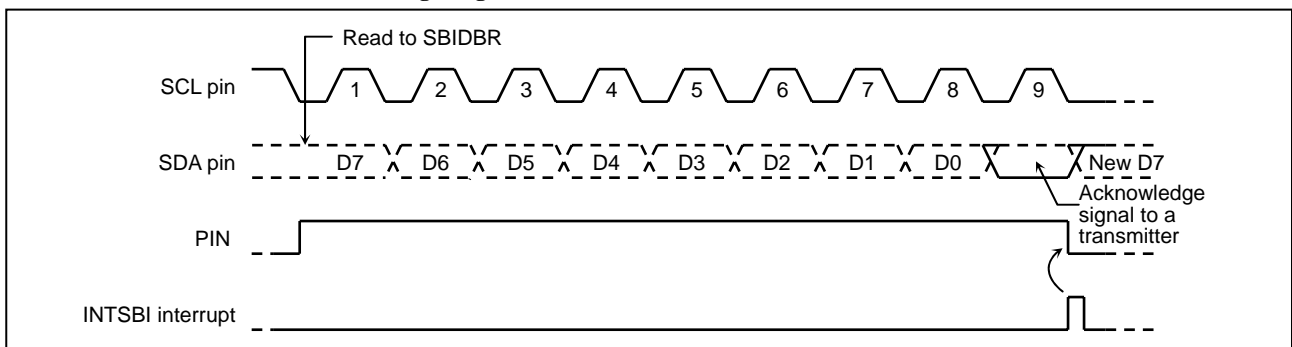 Read to SBIDBR
SCL pin
1 2 3 4 5 6 7 8 9
SDA pin
D7 D6 D5 D4 D3 D2 D1 D0 New D7
Acknowledge
signal to a
transmitter
PIN
INTSBI interrupt